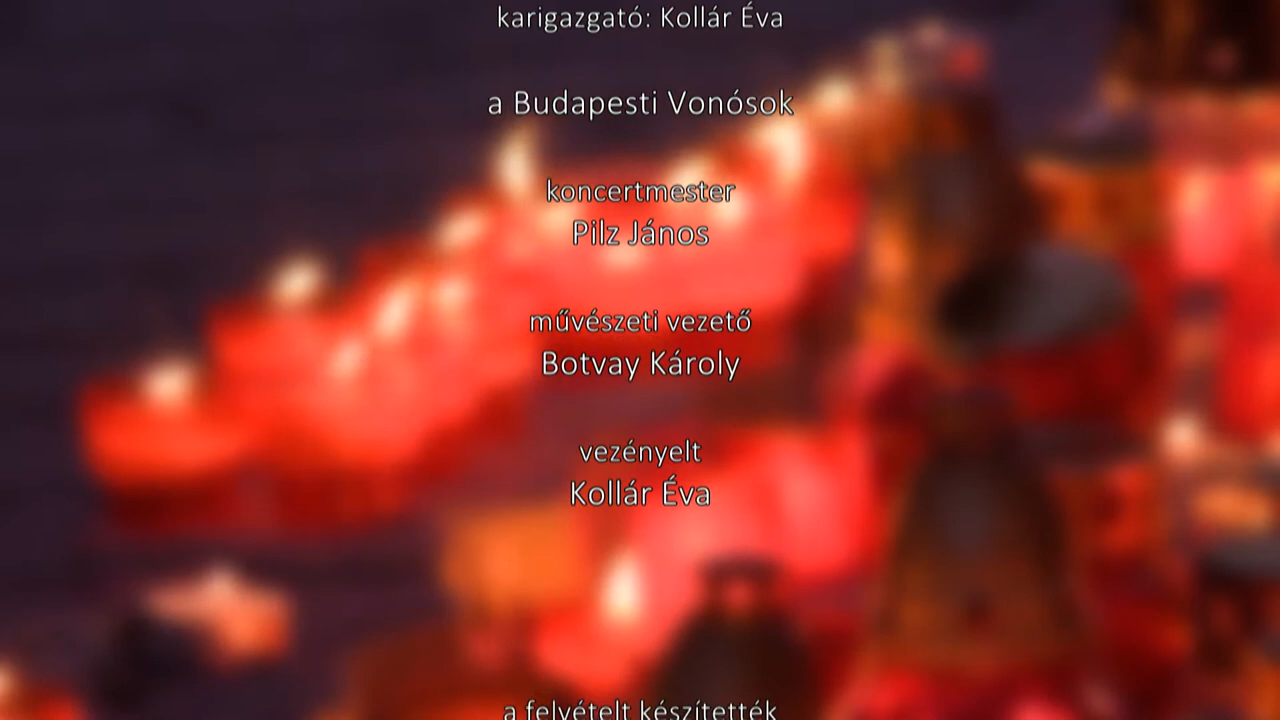 karigazgató: Kollár Éva
a Budapesti Vonósok
koncertmester
Pilz János
művészeti vezető
Botvay Károly
vezényelt
Kollár Éva
a felvételt készítették